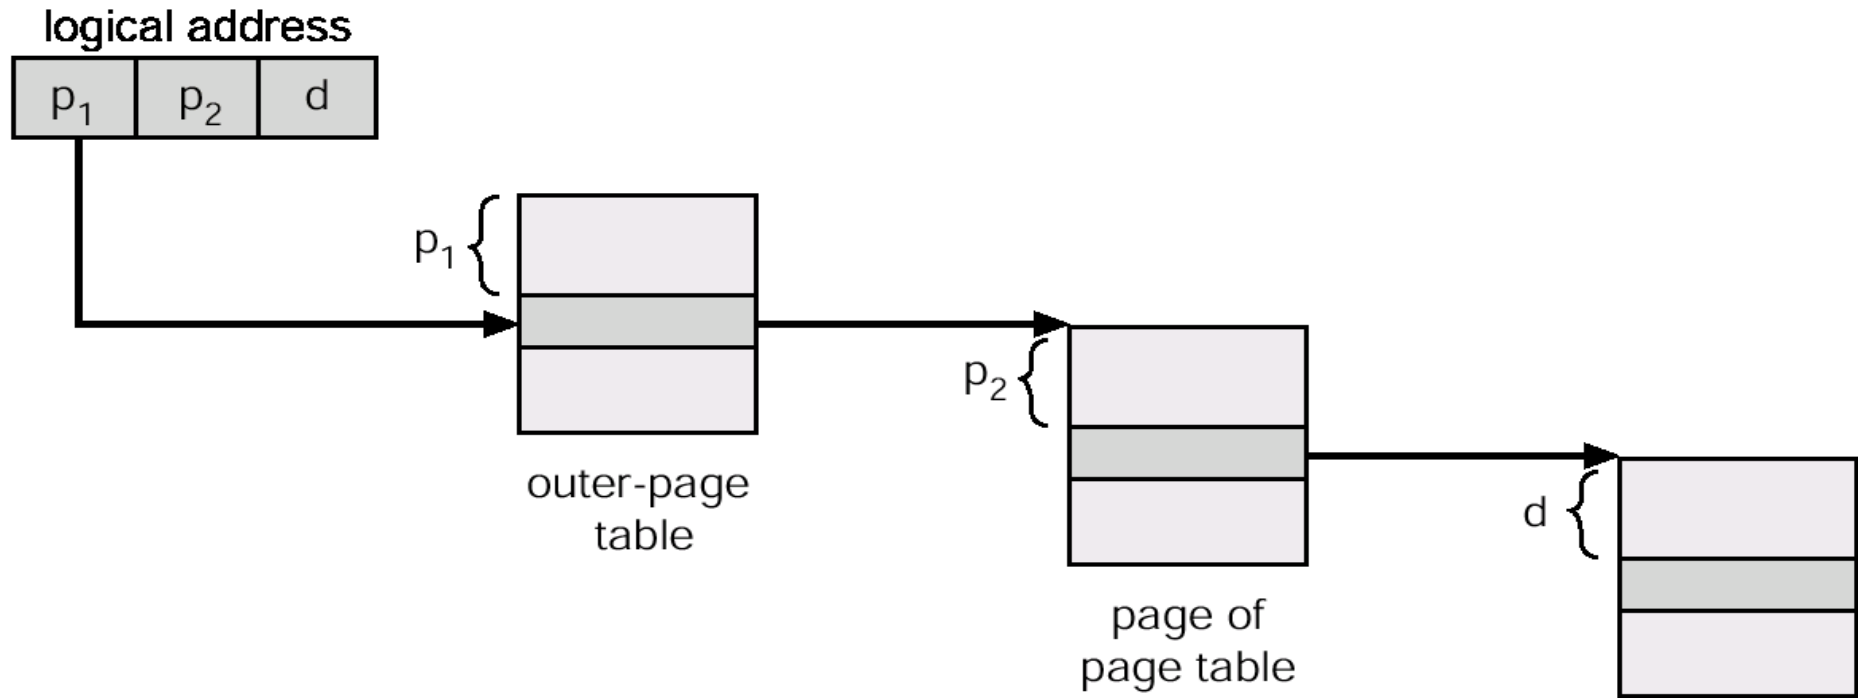 logical address
p₁ p₂ d
p₁
p₂
d
outer-page
table
page of
page table